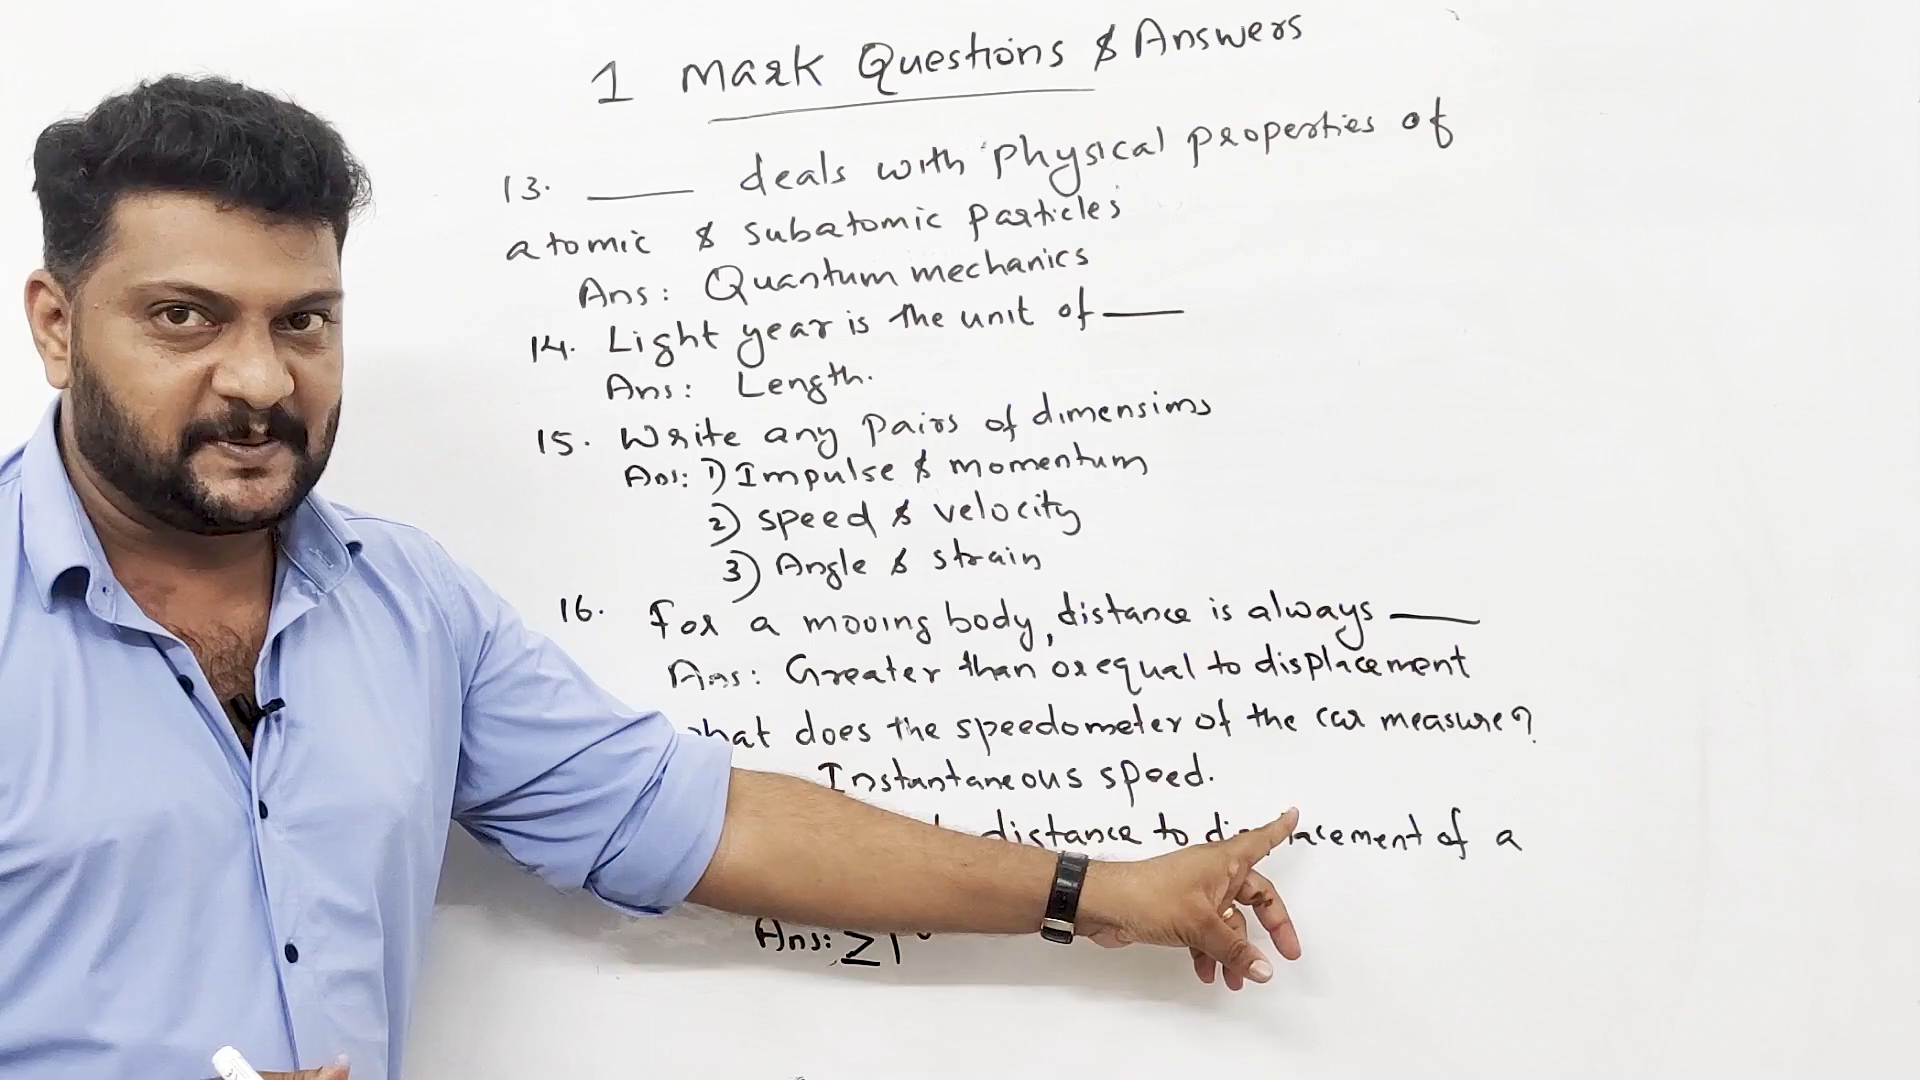 1 Mark Questions & Answers
13. ____ deals with physical properties of
atomic & subatomic particles
Ans: Quantum mechanics
14. Light year is the unit of ____
Ans: Length.
15. Write any pairs of dimensions
Ans: 1) Impulse & momentum
2) speed & velocity
3) Angle & strain
16. For a moving body, distance is always ____
Ans: Greater than or equal to displacement
what does the speedometer of the car measure?
Instantaneous speed.
distance to displacement of a
Ans: ≥1